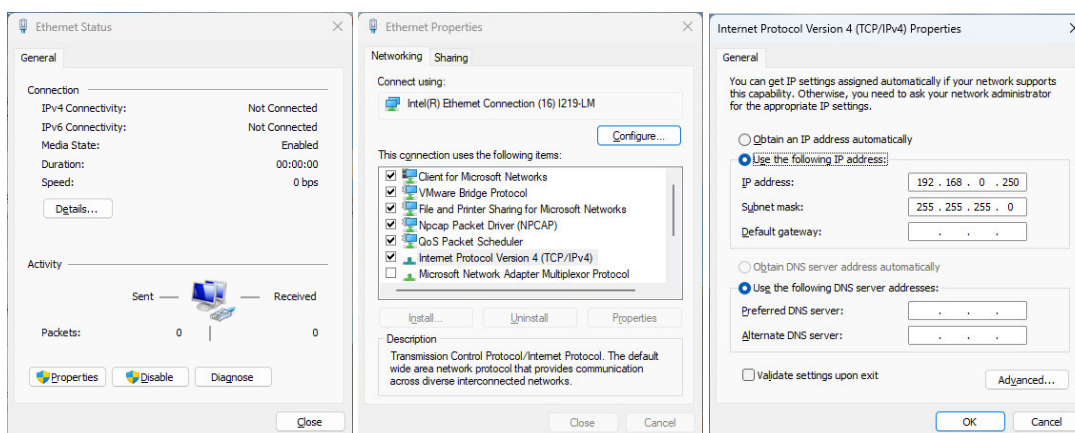 Ethernet Status
General
Connection
IPv4 Connectivity: Not Connected
IPv6 Connectivity: Not Connected
Media State: Enabled
Duration: 00:00:00
Speed: 0 bps
Details...
Activity
Sent Received
Packets: 0 0
Properties Disable Diagnose
Close
Ethernet Properties
Networking Sharing
Connect using:
Intel(R) Ethernet Connection (16) I219-LM
Configure...
This connection uses the following items:
Client for Microsoft Networks
VMware Bridge Protocol
File and Printer Sharing for Microsoft Networks
Npcap Packet Driver (NPCAP)
QoS Packet Scheduler
Internet Protocol Version 4 (TCP/IPv4)
Microsoft Network Adapter Multiplexor Protocol
Install... Uninstall Properties
Description
Transmission Control Protocol/Internet Protocol. The default
wide area network protocol that provides communication
across diverse interconnected networks.
Close Cancel
Internet Protocol Version 4 (TCP/IPv4) Properties
General
You can get IP settings assigned automatically if your network supports
this capability. Otherwise, you need to ask your network administrator
for the appropriate IP settings.
Obtain an IP address automatically
Use the following IP address:
IP address: 192 . 168 . 0 . 250
Subnet mask: 255 . 255 . 255 . 0
Default gateway: . . .
Obtain DNS server address automatically
Use the following DNS server addresses:
Preferred DNS server: . . .
Alternate DNS server: . . .
Validate settings upon exit
Advanced...
OK Cancel